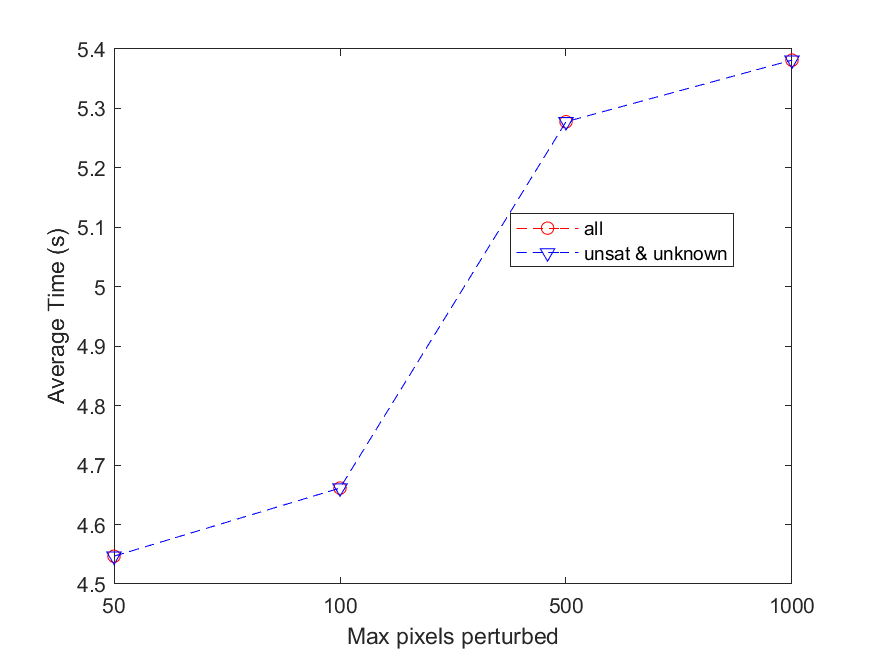 5.4
5.3
5.2
5.1
5
4.9
4.8
4.7
4.6
4.5
Average Time (s)
all
unsat & unknown
50 100 500 1000
Max pixels perturbed